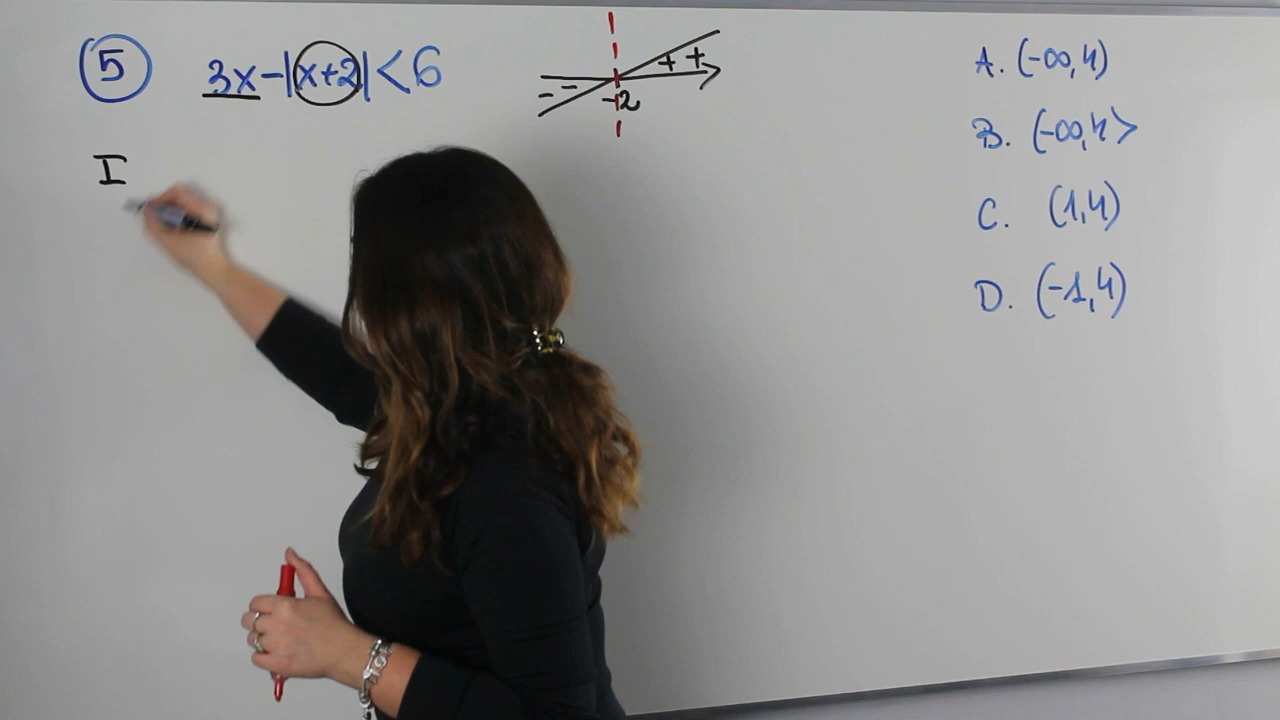 5 3x-|x+2|<6
- - -2 + +
I
A. (-∞,4)
B. (-∞,4>
C. (1,4)
D. (-1,4)